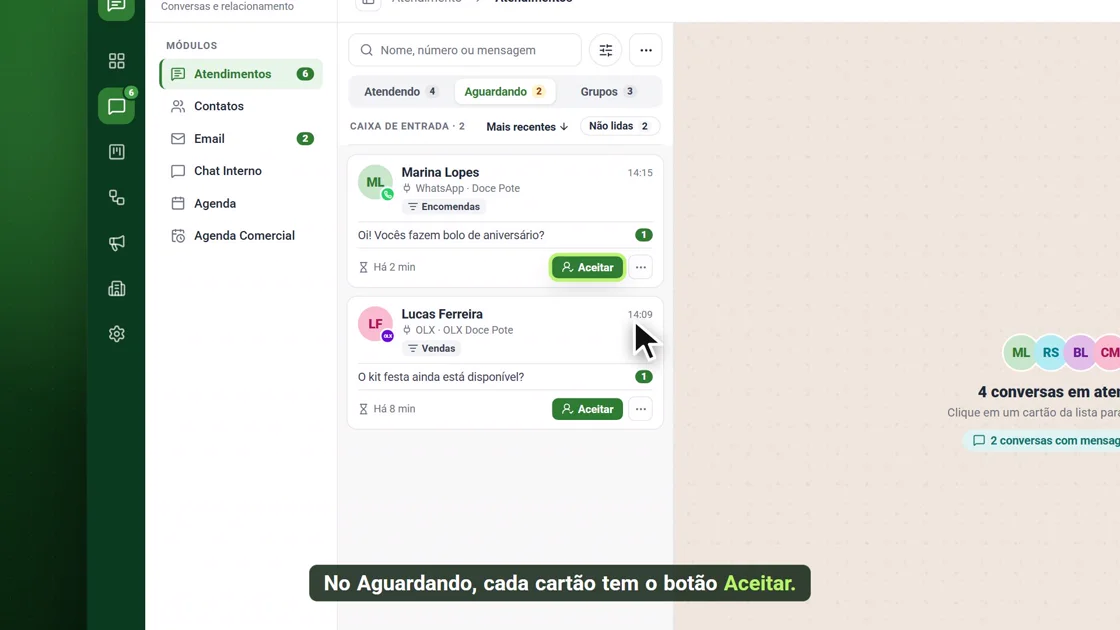 Conversas e relacionamento
MÓDULOS
Atendimentos 6
6
Contatos
Email 2
Chat Interno
Agenda
Agenda Comercial
Nome, número ou mensagem
Atendendo 4
Aguardando 2
Grupos 3
CAIXA DE ENTRADA · 2
Mais recentes ↓
Não lidas 2
ML
Marina Lopes
14:15
WhatsApp · Doce Pote
Encomendas
Oi! Vocês fazem bolo de aniversário?
1
Há 2 min
Aceitar
LF
OLX
Lucas Ferreira
14:09
OLX · OLX Doce Pote
Vendas
O kit festa ainda está disponível?
1
Há 8 min
Aceitar
ML RS BL CM
4 conversas em aten
Clique em um cartão da lista para
2 conversas com mensag
No Aguardando, cada cartão tem o botão Aceitar.